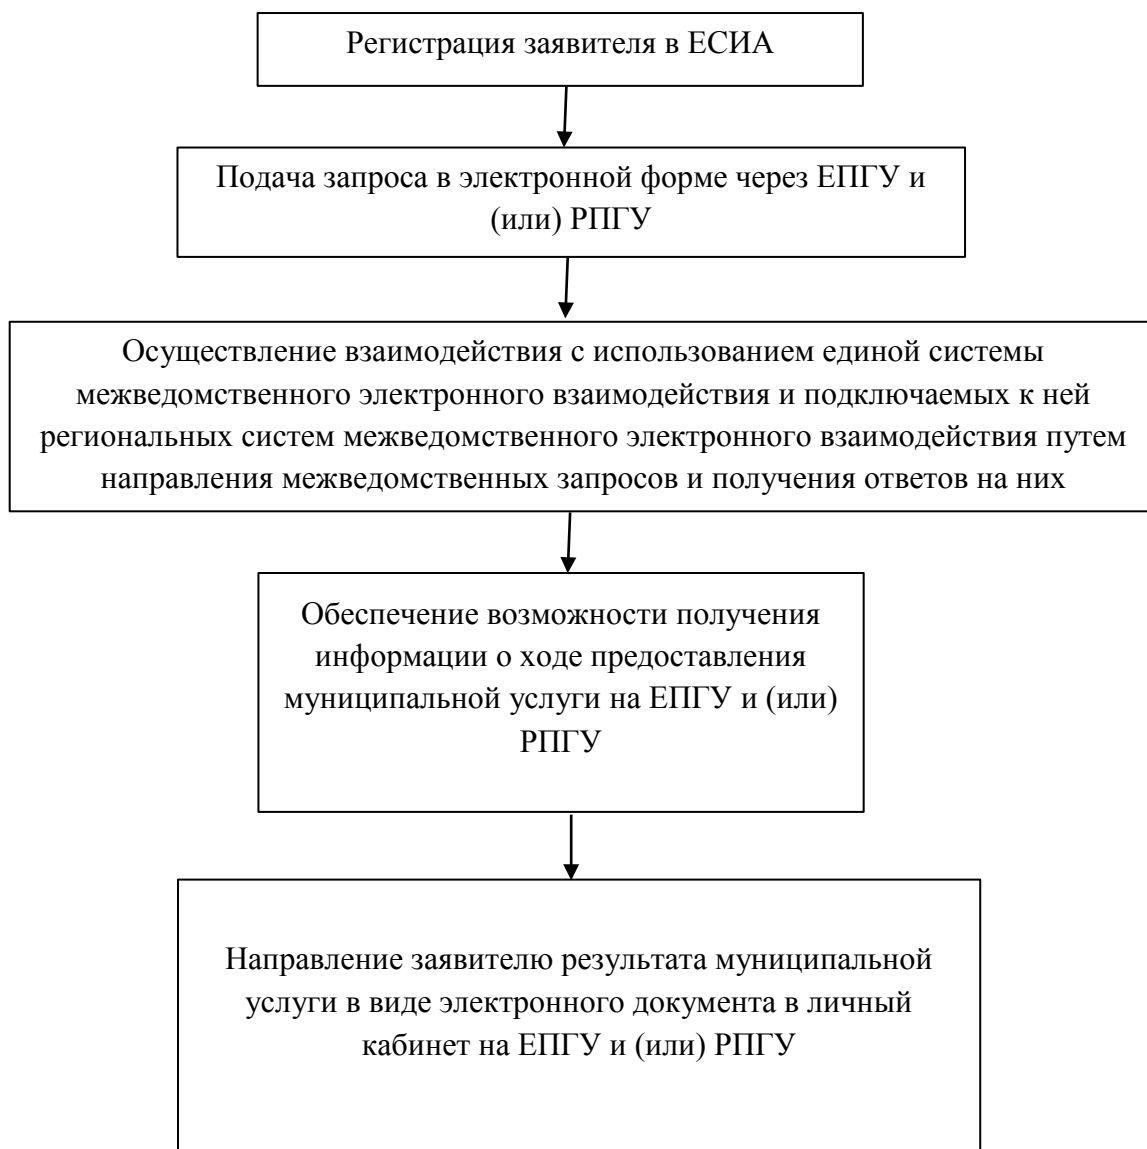 Регистрация заявителя в ЕСИА
Подача запроса в электронной форме через ЕПГУ и
(или) РПГУ
Осуществление взаимодействия с использованием единой системы
межведомственного электронного взаимодействия и подключаемых к ней
региональных систем межведомственного электронного взаимодействия путем
направления межведомственных запросов и получения ответов на них
Обеспечение возможности получения
информации о ходе предоставления
муниципальной услуги на ЕПГУ и (или)
РПГУ
Направление заявителю результата муниципальной
услуги в виде электронного документа в личный
кабинет на ЕПГУ и (или) РПГУ